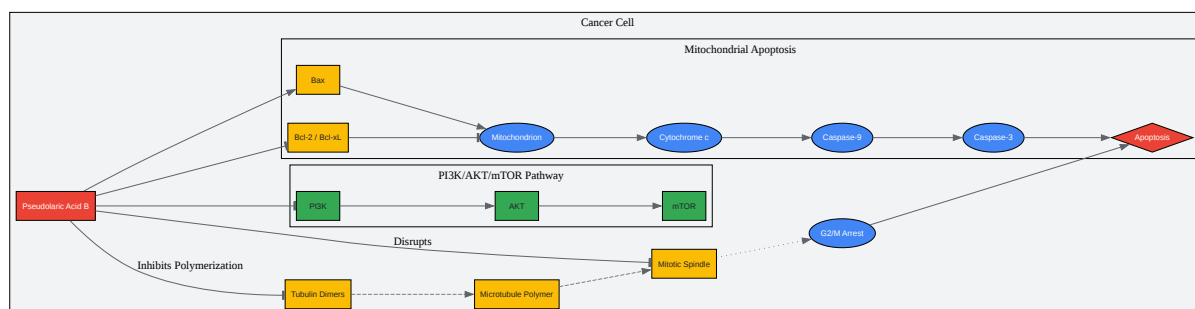 Cancer Cell
Mitochondrial Apoptosis
Bax
Bcl-2 / Bcl-xL
Mitochondrion
Cytochrome c
Caspase-9
Caspase-3
Apoptosis
PI3K/AKT/mTOR Pathway
Pseudolaric Acid B
PI3K
AKT
mTOR
G2/M Arrest
Disrupts
Mitotic Spindle
Inhibits Polymerization
Tubulin Dimers
Microtubule Polymer